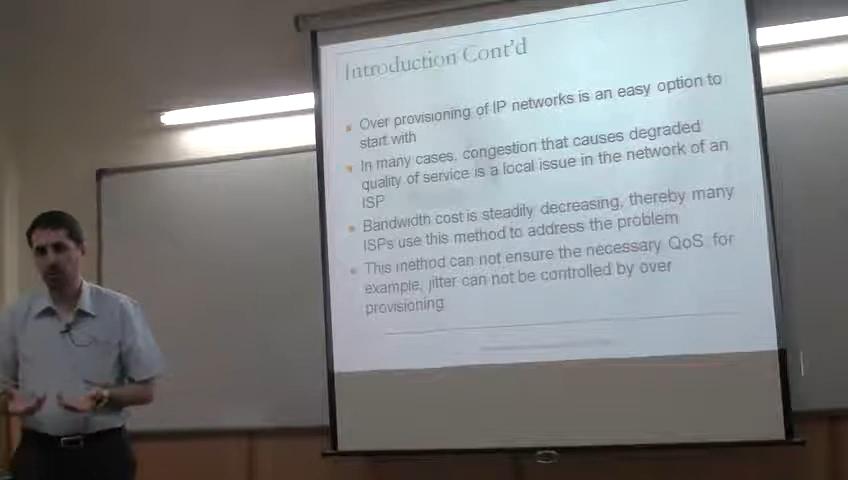 Introduction Cont'd
Over provisioning of IP networks is an easy option to
start with
In many cases, congestion that causes degraded
quality of service is a local issue in the network of an
ISP
Bandwidth cost is steadily decreasing, thereby many
ISPs use this method to address the problem
This method can not ensure the necessary QoS for
example, jitter can not be controlled by over
provisioning